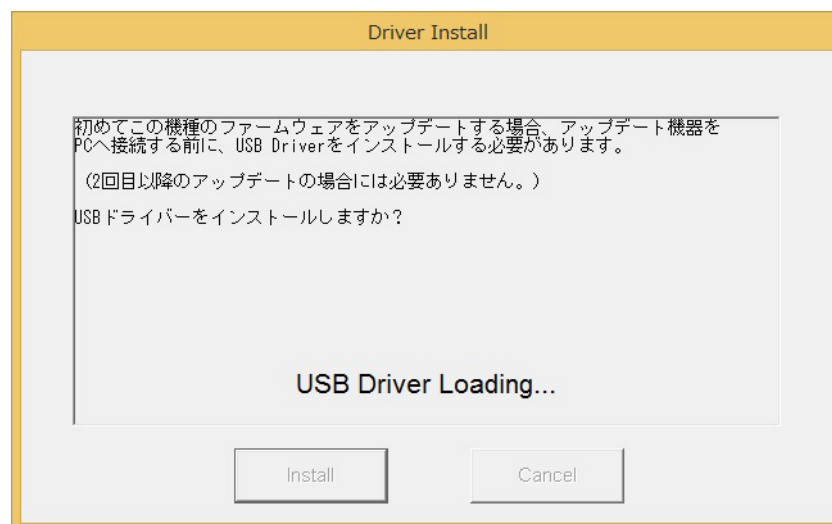 Driver Install
初めてこの機種のファームウェアをアップデートする場合、アップデート機器を
PCへ接続する前に、USB Driverをインストールする必要があります。
（2回目以降のアップデートの場合には必要ありません。）
USBドライバーをインストールしますか？
USB Driver Loading...
Install
Cancel